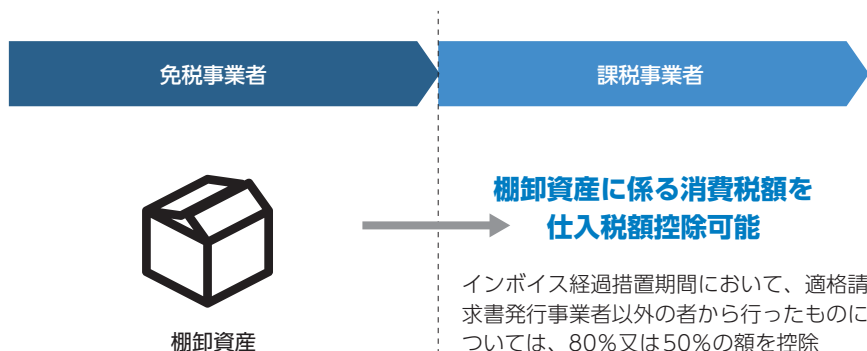 免税事業者
課税事業者
棚卸資産に係る消費税額を
仕入税額控除可能
インボイス経過措置期間において、適格請
求書発行事業者以外の者から行ったものに
ついては、80％又は50％の額を控除
棚卸資産